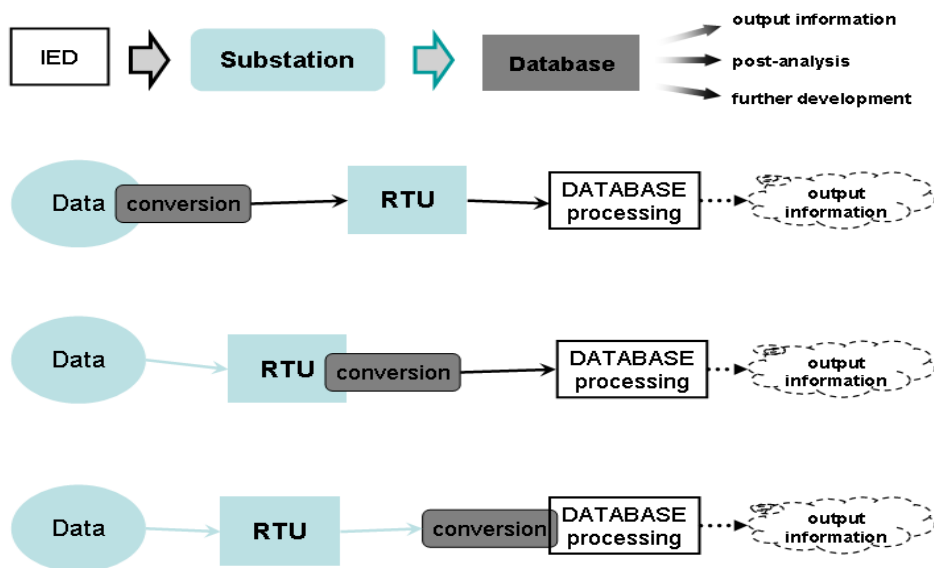 IED
Substation
Database
output information
post-analysis
further development
Data
conversion
RTU
DATABASE
processing
output
information
Data
RTU
conversion
DATABASE
processing
output
information
Data
RTU
conversion
DATABASE
processing
output
information